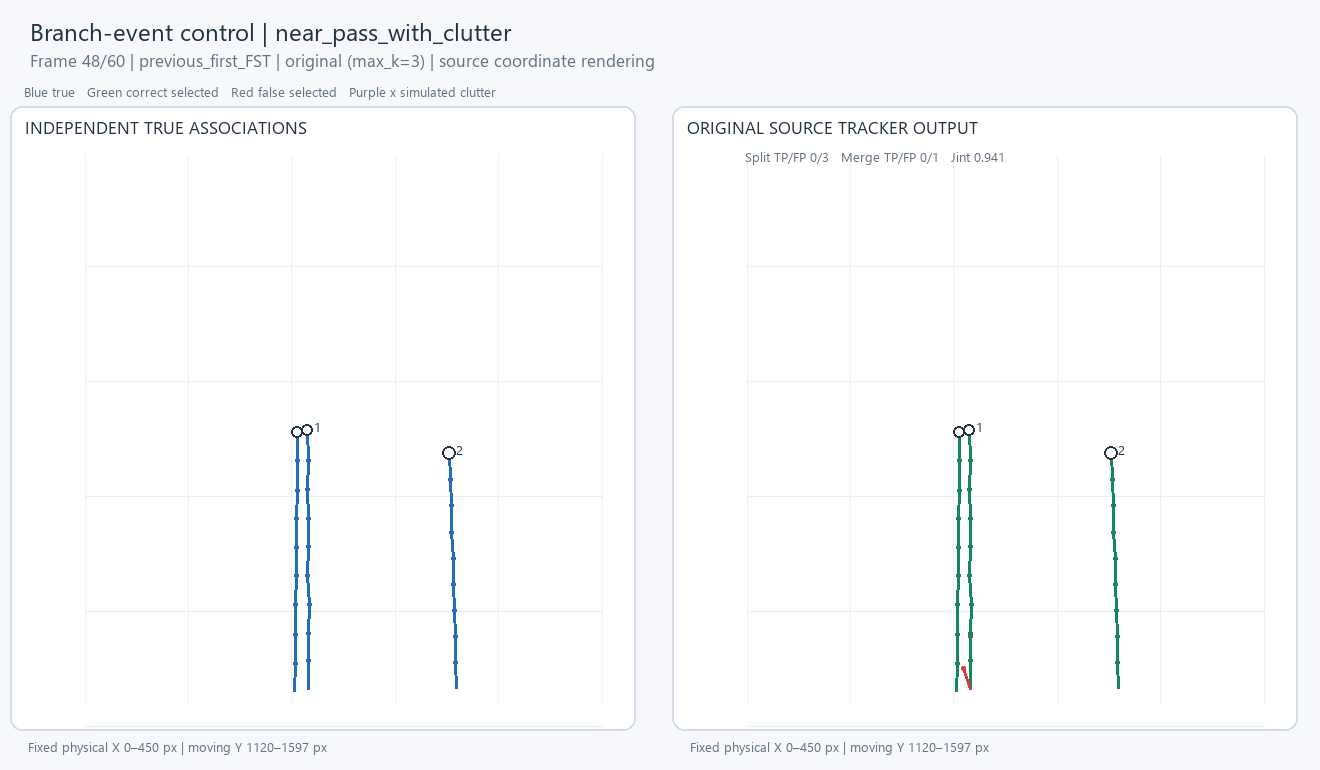 Branch-event control | near_pass_with_clutter
Frame 48/60 | previous_first_FST | original (max_k=3) | source coordinate rendering
Blue true   Green correct selected   Red false selected   Purple x simulated clutter
INDEPENDENT TRUE ASSOCIATIONS
1
2
Fixed physical X 0–450 px | moving Y 1120–1597 px
ORIGINAL SOURCE TRACKER OUTPUT
Split TP/FP 0/3   Merge TP/FP 0/1   Jint 0.941
1
2
Fixed physical X 0–450 px | moving Y 1120–1597 px